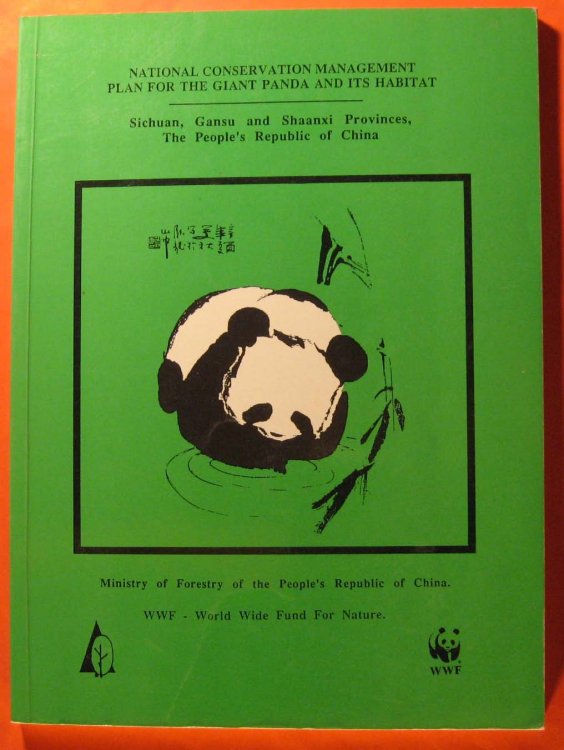 NATIONAL CONSERVATION MANAGEMENT
PLAN FOR THE GIANT PANDA AND ITS HABITAT
Sichuan, Gansu and Shaanxi Provinces,
The People's Republic of China
Ministry of Forestry of the People's Republic of China.
WWF - World Wide Fund For Nature.
WWF